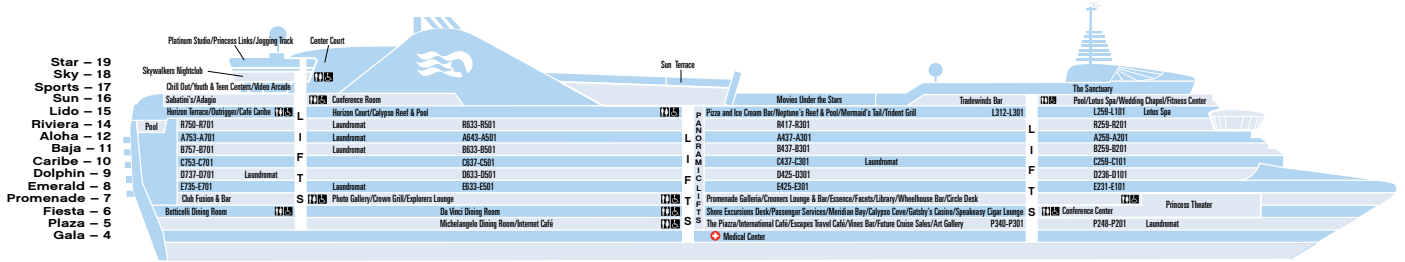 Platinum Studio/Princess Links/Jogging Track Center Court
Star – 19
Sky – 18 Skywalkers Nightclub Sun Terrace
Sports – 17 Chill Out/Youth & Teen Centers/Video Arcade The Sanctuary
Sun – 16 Sabatini's/Adagio Conference Room Movies Under the Stars Tradewinds Bar Pool/Lotus Spa/Wedding Chapel/Fitness Center
Lido – 15 Horizon Terrace/Outrigger/Café Caribe Horizon Court/Calypso Reef & Pool Pizza and Ice Cream Bar/Neptune's Reef & Pool/Mermaid's Tail/Trident Grill L312-L301 L259-L101 Lotus Spa
Riviera – 14 Pool R750-R701 Laundromat R633-R501 R417-R301 R259-R201
Aloha – 12 A753-A701 Laundromat A643-A501 A437-A301 A259-A201
Baja – 11 B757-B701 Laundromat B633-B501 B437-B301 B259-B201
Caribe – 10 C753-C701 C637-C501 C437-C301 Laundromat C259-C101
Dolphin – 9 D737-D701 Laundromat D633-D501 D425-D301 D236-D101
Emerald – 8 E735-E701 Laundromat E633-E501 E425-E301 E231-E101
Promenade – 7 Club Fusion & Bar Photo Gallery/Crown Grill/Explorers Lounge Promenade Galleria/Crooners Lounge & Bar/Essence/Facets/Library/Wheelhouse Bar/Circle Desk Princess Theater
Fiesta – 6 Botticelli Dining Room Da Vinci Dining Room Shore Excursions Desk/Passenger Services/Meridian Bay/Calypso Cove/Gatsby's Casino/Speakeasy Cigar Lounge Conference Center
Plaza – 5 Michelangelo Dining Room/Internet Café The Piazza/International Café/Escapes Travel Café/Vines Bar/Future Cruise Sales/Art Gallery P340-P301 P248-P201 Laundromat
Gala – 4 Medical Center
LIFTS
LIFTS
PANORAMIC LIFTS
LIFTS